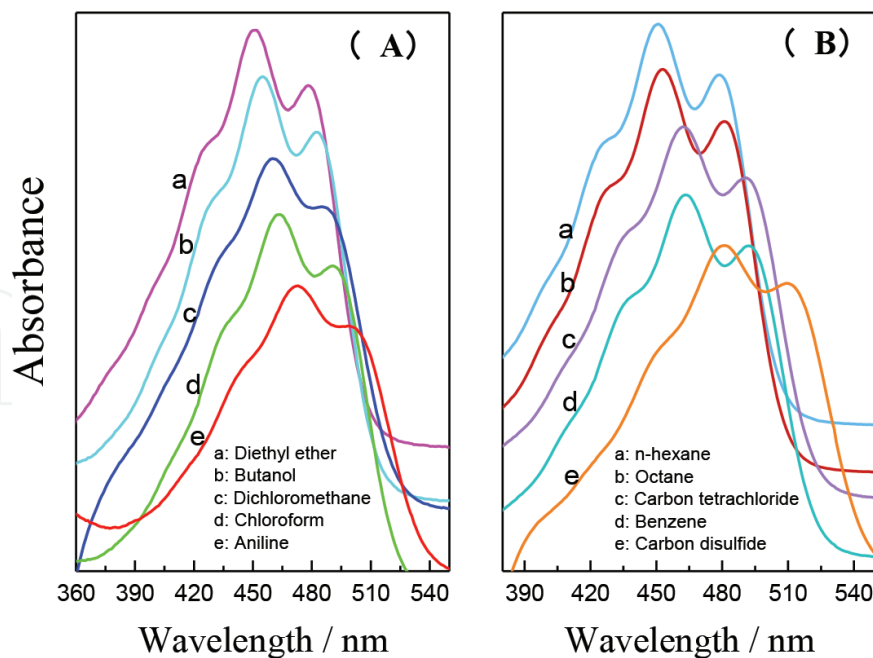 ( A)
( B)
Absorbance
a
b
c
d
e
a: Diethyl ether
b: Butanol
c: Dichloromethane
d: Chloroform
e: Aniline
360 390 420 450 480 510 540
Wavelength / nm
a
b
c
d
e
a: n-hexane
b: Octane
c: Carbon tetrachloride
d: Benzene
e: Carbon disulfide
390 420 450 480 510 540
Wavelength / nm